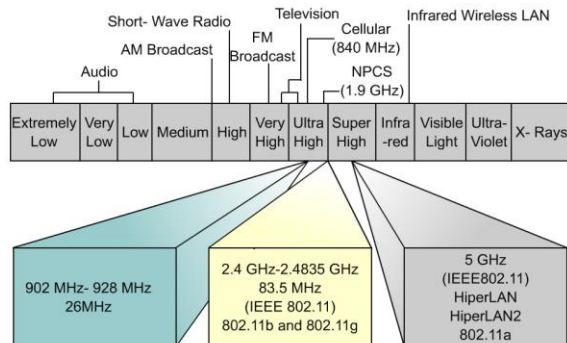 Short- Wave Radio
Television
Infrared Wireless LAN
AM Broadcast
FM
Broadcast
Cellular
(840 MHz)
Audio
NPCS
(1.9 GHz)
Extremely
Low
Very
Low
Low
Medium
High
Very
High
Ultra
High
Super
High
Infra
-red
Visible
Light
Ultra-
Violet
X- Rays
902 MHz- 928 MHz
26MHz
2.4 GHz-2.4835 GHz
83.5 MHz
(IEEE 802.11)
802.11b and 802.11g
5 GHz
(IEEE802.11)
HiperLAN
HiperLAN2
802.11a